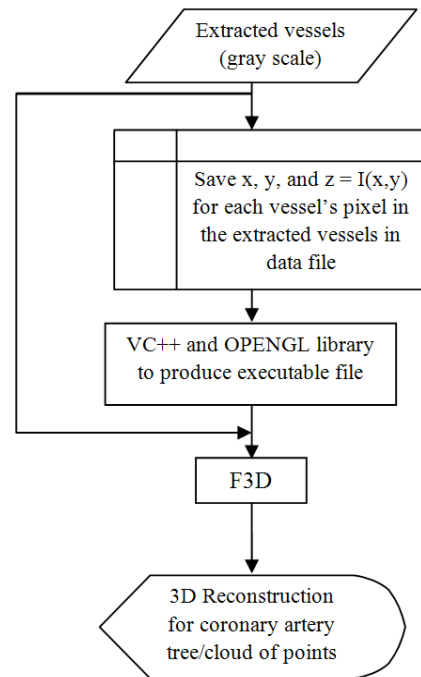 Extracted vessels
(gray scale)
Save x, y, and z = I(x,y)
for each vessel’s pixel in
the extracted vessels in
data file
VC++ and OPENGL library
to produce executable file
F3D
3D Reconstruction
for coronary artery
tree/cloud of points